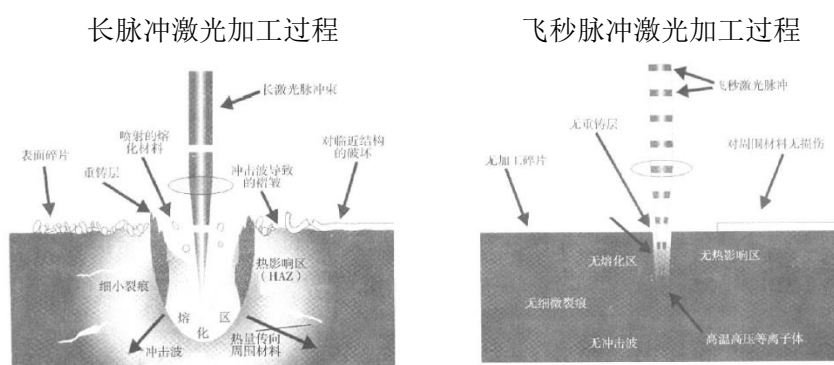 长脉冲激光加工过程
长激光脉冲束
喷射的熔
化材料
表面碎片
重铸层
冲击波导致
的褶皱
对临近结构
的破坏
细小裂痕
热影响区
(HAZ)
熔
化
区
冲击波
热量传向
周围材料
飞秒脉冲激光加工过程
飞秒激光脉冲
无重铸层
无加工碎片
对周围材料无损伤
无熔化区
无热影响区
无细微裂痕
无冲击波
高温高压等离子体